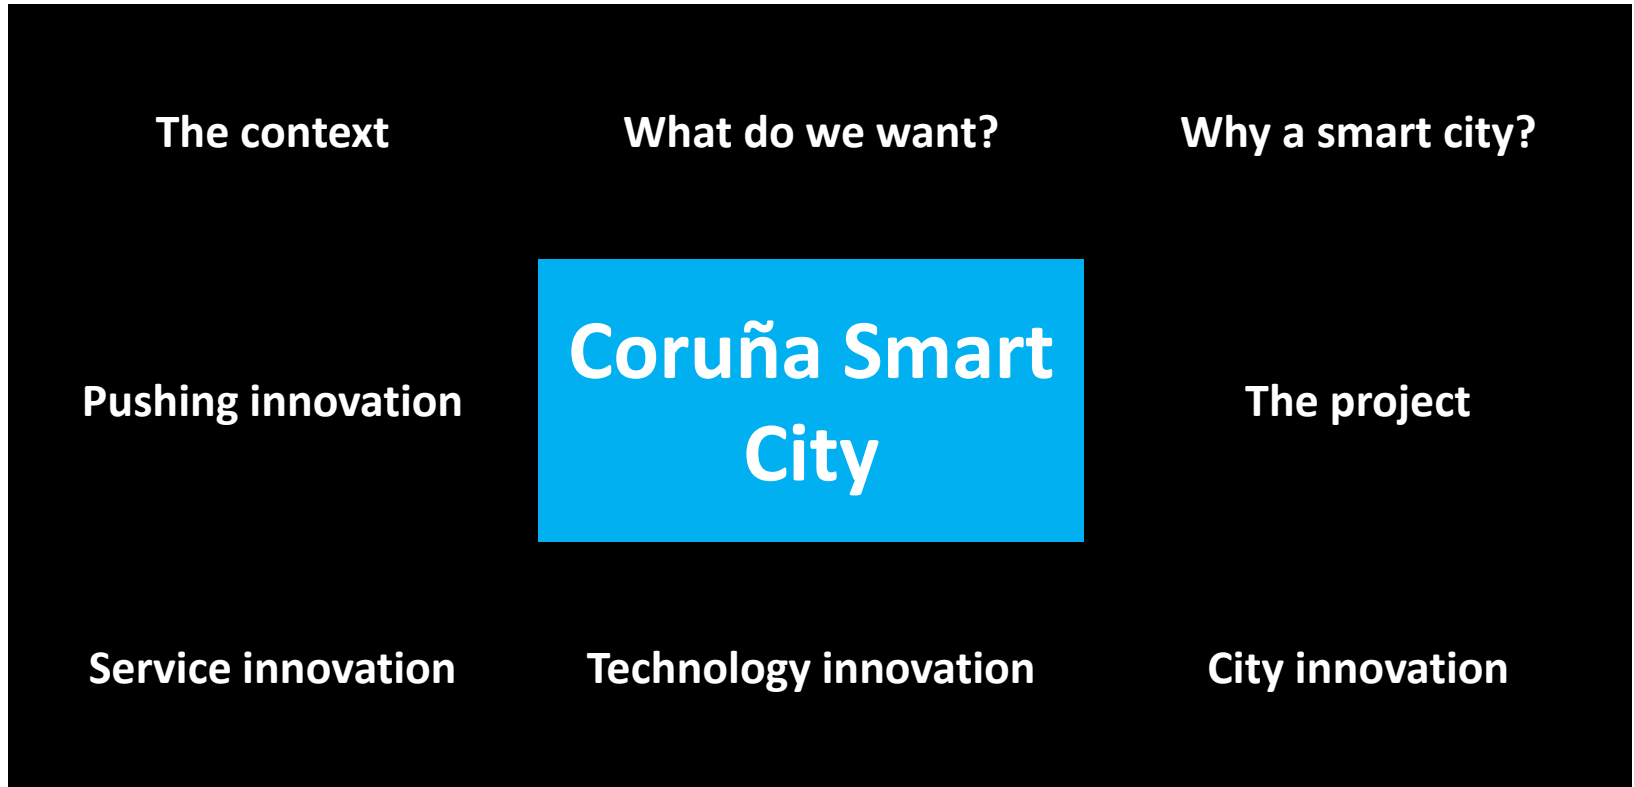 The context
What do we want?
Why a smart city?
Pushing innovation
Coruña Smart
City
The project
Service innovation
Technology innovation
City innovation